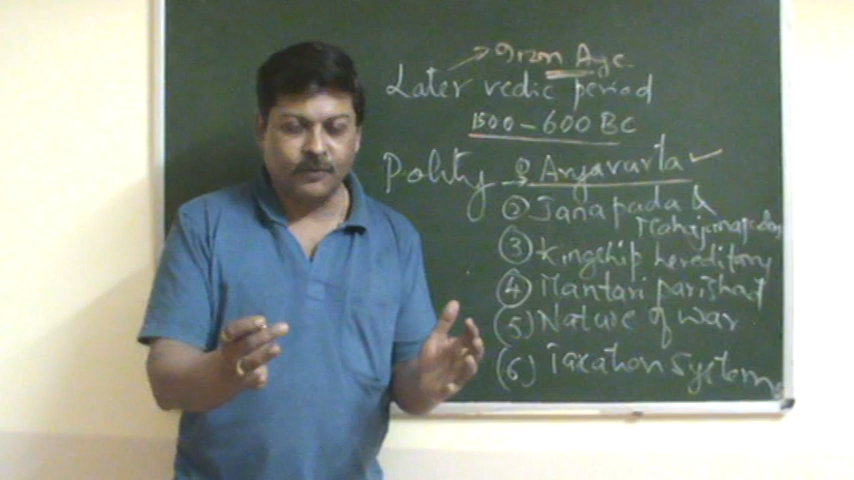 → Iron Age.
Later vedic period
1500 - 600 BC
Polity → ① Aryavarta ✓
② Janapada &
Mahajanapadas
③ Kingship hereditary
④ Mantari parishad
(5) Nature of war
(6) Taxation System